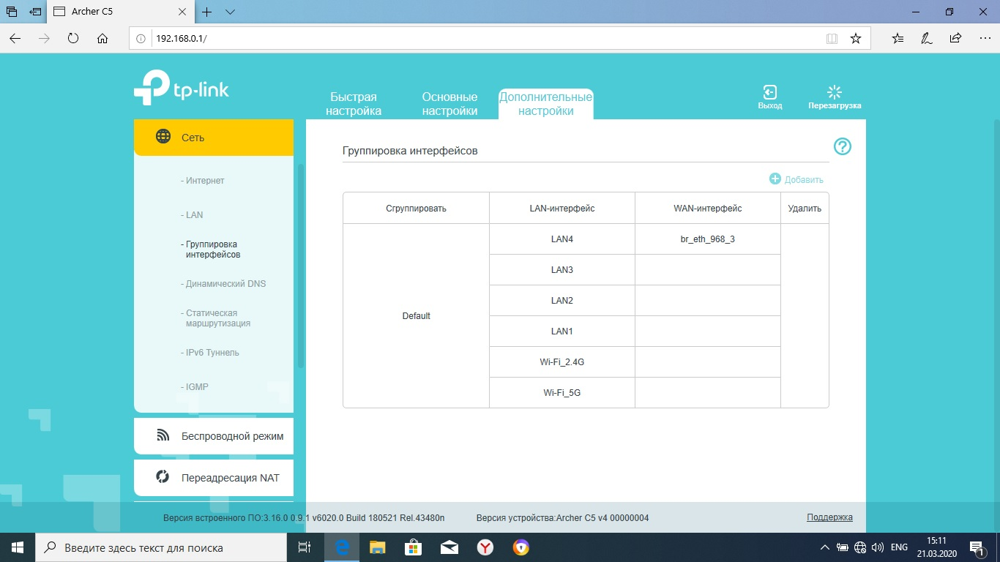 Archer C5
192.168.0.1/
tp-link
Быстрая
настройка
Основные
настройки
Дополнительные
настройки
Выход
Перезагрузка
Сеть
- Интернет
- LAN
- Группировка
интерфейсов
- Динамический DNS
- Статическая
маршрутизация
- IPv6 Туннель
- IGMP
Беспроводной режим
Переадресация NAT
Группировка интерфейсов
?
Добавить
Сгруппировать LAN-интерфейс WAN-интерфейс Удалить
Default
LAN4 br_eth_968_3
LAN3
LAN2
LAN1
Wi-Fi_2.4G
Wi-Fi_5G
Версия встроенного ПО:3.16.0 0.9.1 v6020.0 Build 180521 Rel.43480n Версия устройства:Archer C5 v4 00000004 Поддержка
Введите здесь текст для поиска
ENG
15:11
21.03.2020
1